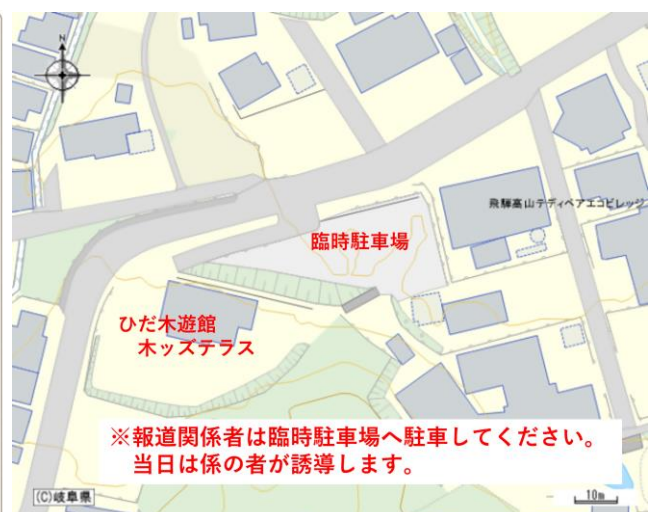 N
臨時駐車場
飛騨高山テディベアエコビレッジ
ひだ木遊館
木ッズテラス
※報道関係者は臨時駐車場へ駐車してください。
当日は係の者が誘導します。
(C)岐阜県
10m